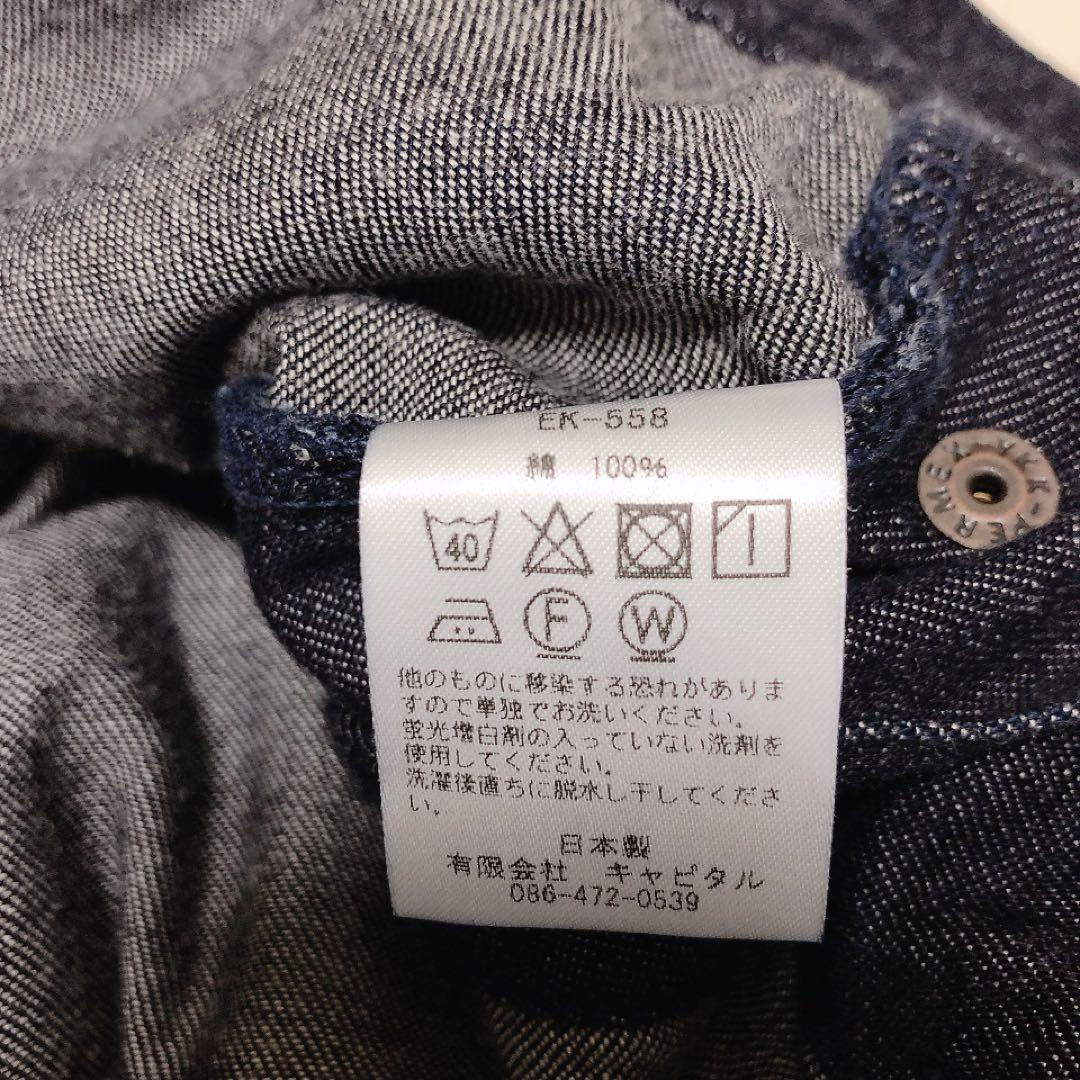 EK-558
綿 100%
40
F
W
他のものに移染する恐れがありま
すので単独でお洗いください。
蛍光増白剤の入っていない洗剤を
使用してください。
洗濯後直ちに脱水し干してくださ
い。
日本製
有限会社 キャピタル
086-472-0539
YKK-VERMEX